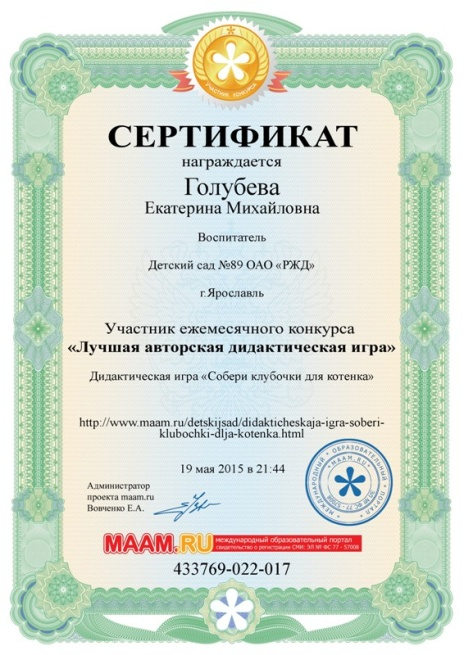 УЧАСТНИК КОНКУРСА
СЕРТИФИКАТ
награждается
Голубева
Екатерина Михайловна
Воспитатель
Детский сад №89 ОАО «РЖД»
г.Ярославль
Участник ежемесячного конкурса
«Лучшая авторская дидактическая игра»
Дидактическая игра «Собери клубочки для котенка»
http://www.maam.ru/detskijsad/didakticheskaja-igra-soberi-
klubochki-dlja-kotenka.html
19 мая 2015 в 21:44
Администратор
проекта maam.ru
Вовченко Е.А.
МЕЖДУНАРОДНЫЙ ОБРАЗОВАТЕЛЬНЫЙ ПОРТАЛ
MAAM.RU
MAAM.RU
международный образовательный портал
свидетельство о регистрации СМИ: ЭЛ № ФС 77 - 57008
433769-022-017